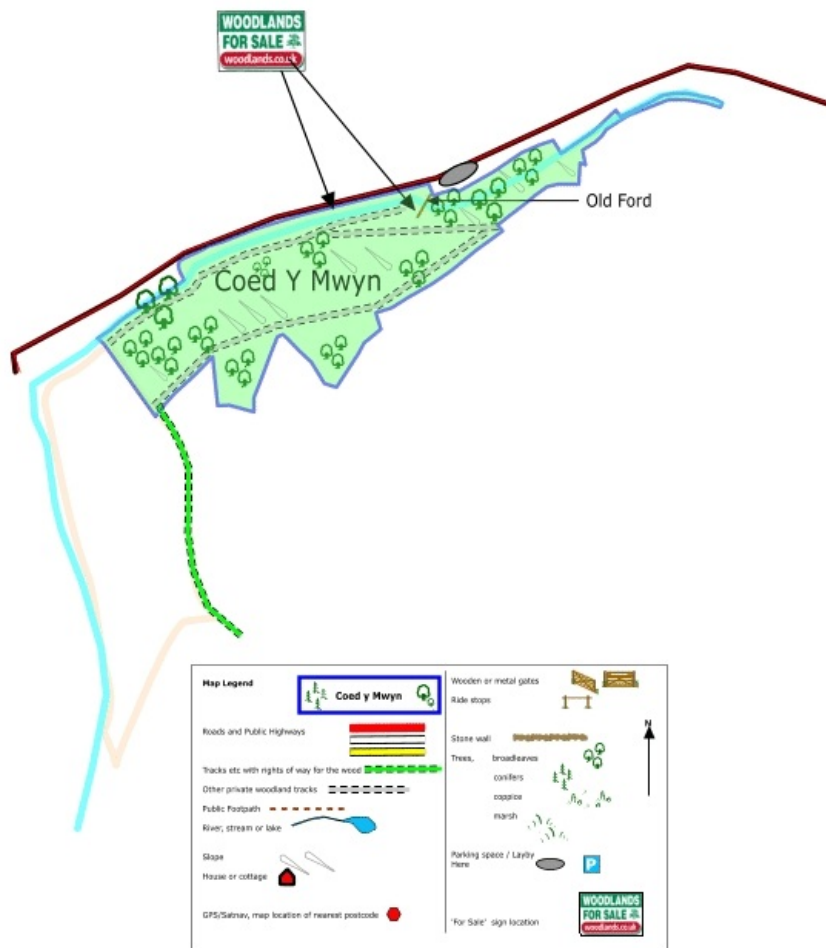 WOODLANDS
FOR SALE
woodlands.co.uk
Old Ford
Coed Y Mwyn
Map Legend
Coed y Mwyn
Roads and Public Highways
Tracks etc with rights of way for the wood
Other private woodland tracks
Public Footpath
River, stream or lake
Slope
House or cottage
GPS/Satnav, map location of nearest postcode
Wooden or metal gates
Ride stops
Stone wall
Trees, broadleaves
conifers
coppice
marsh
N
Parking space / Layby
Here
P
"For Sale" sign location
WOODLANDS
FOR SALE
woodlands.co.uk